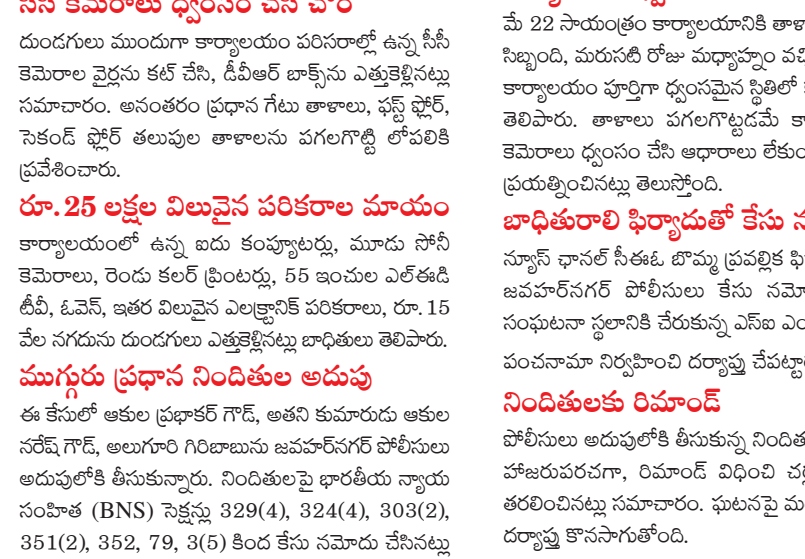 సీసీ కెమెరాలు ధ్వంసం చేసి చోరీ
దుండగులు ముందుగా కార్యాలయం పరిసరాల్లో ఉన్న సీసీ
కెమెరాల వైర్లను కట్ చేసి, డీవీఆర్ బాక్స్‌ను ఎత్తుకెళ్లినట్లు
సమాచారం. అనంతరం ప్రధాన గేటు తాళాలు, ఫస్ట్ ఫ్లోర్,
సెకండ్ ఫ్లోర్ తలుపుల తాళాలను పగలగొట్టి లోపలికి
ప్రవేశించారు.
రూ. 25 లక్షల విలువైన పరికరాల మాయం
కార్యాలయంలో ఉన్న ఐదు కంప్యూటర్లు, మూడు సోనీ
కెమెరాలు, రెండు కలర్ ప్రింటర్లు, 55 ఇంచుల ఎల్ఈడి
టీవీ, ఓవెన్, ఇతర విలువైన ఎలక్ట్రానిక్ పరికరాలు, రూ. 15
వేల నగదును దుండగులు ఎత్తుకెళ్లినట్లు బాధితులు తెలిపారు.
ముగ్గురు ప్రధాన నిందితుల అదుపు
ఈ కేసులో ఆకుల ప్రభాకర్ గౌడ్, అతని కుమారుడు ఆకుల
నరేష్ గౌడ్, అలుగూరి గిరిబాబును జవహర్‌నగర్ పోలీసులు
అదుపులోకి తీసుకున్నారు. నిందితులపై భారతీయ న్యాయ
సంహిత (BNS) సెక్షన్లు 329(4), 324(4), 303(2),
351(2), 352, 79, 3(5) కింద కేసు నమోదు చేసినట్లు
మే 22 సాయంత్రం కార్యాలయానికి
సిబ్బంది, మరుసటి రోజు మధ్యాహ్నం
కార్యాలయం పూర్తిగా ధ్వంసమైన స్థితిలో
తెలిపారు. తాళాలు పగలగొట్టడమే
కెమెరాలు ధ్వంసం చేసి ఆధారాలు
ప్రయత్నించినట్లు తెలుస్తోంది.
బాధితురాలి ఫిర్యాదుతో కేసు
న్యూస్ ఛానల్ సీఈఓ బొమ్మ ప్రవల్లిక
జవహర్‌నగర్ పోలీసులు కేసు
సంఘటనా స్థలానికి చేరుకున్న ఎస్ఐ
పంచనామా నిర్వహించి దర్యాప్తు
నిందితులకు రిమాండ్
పోలీసులు అదుపులోకి తీసుకున్న
హాజరుపరచగా, రిమాండ్ విధించి
తరలించినట్లు సమాచారం. ఘటనపై
దర్యాప్తు కొనసాగుతోంది.